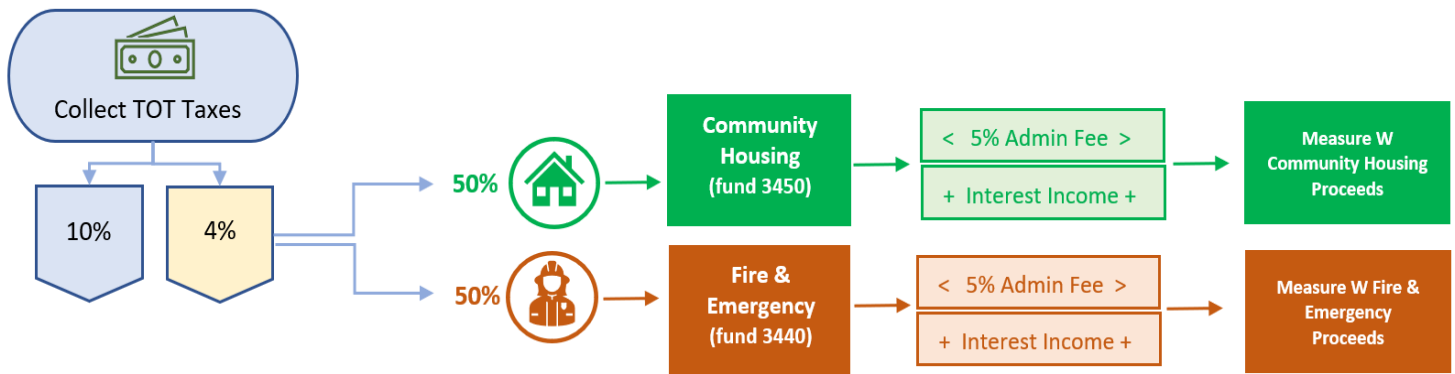 Collect TOT Taxes
10%
4%
50%
Community
Housing
(fund 3450)
< 5% Admin Fee >
+ Interest Income +
Measure W
Community Housing
Proceeds
50%
Fire &
Emergency
(fund 3440)
< 5% Admin Fee >
+ Interest Income +
Measure W Fire &
Emergency
Proceeds